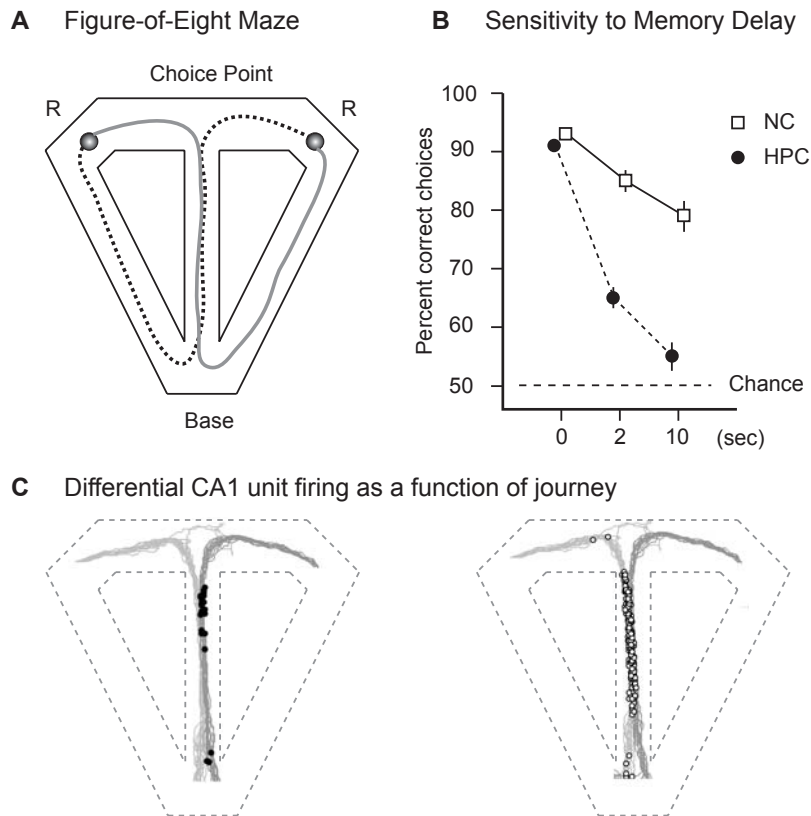 A Figure-of-Eight Maze
Choice Point
R R
Base
B Sensitivity to Memory Delay
Percent correct choices
100
90
80
70
60
50
0 2 10 (sec)
NC
HPC
Chance
C Differential CA1 unit firing as a function of journey